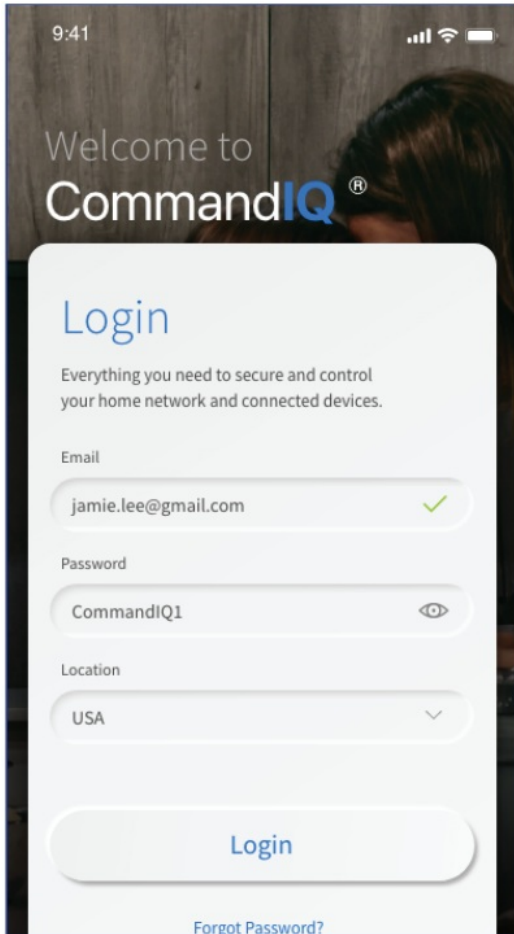 9:41
Welcome to
CommandIQ ®
Login
Everything you need to secure and control
your home network and connected devices.
Email
jamie.lee@gmail.com
Password
CommandIQ1
Location
USA
Login
Forgot Password?